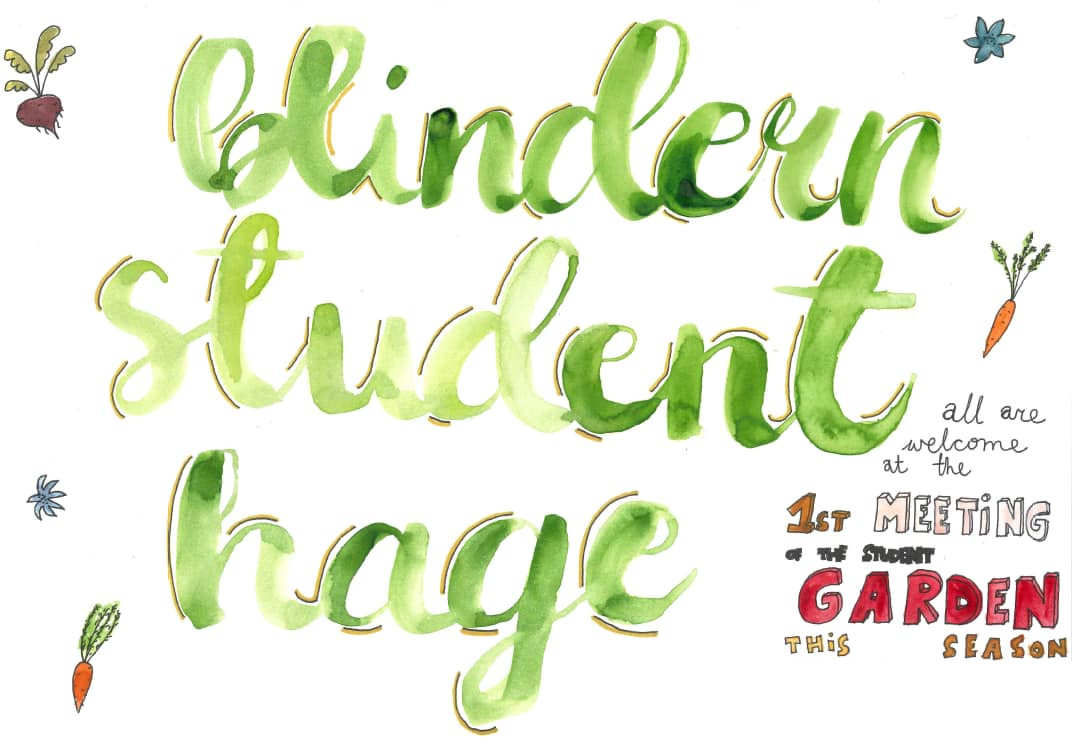 blindern
student
hage
all are
welcome
at the
1ST MEETiNG
OF THE STUDENT
GARDEN
THiS SEASON